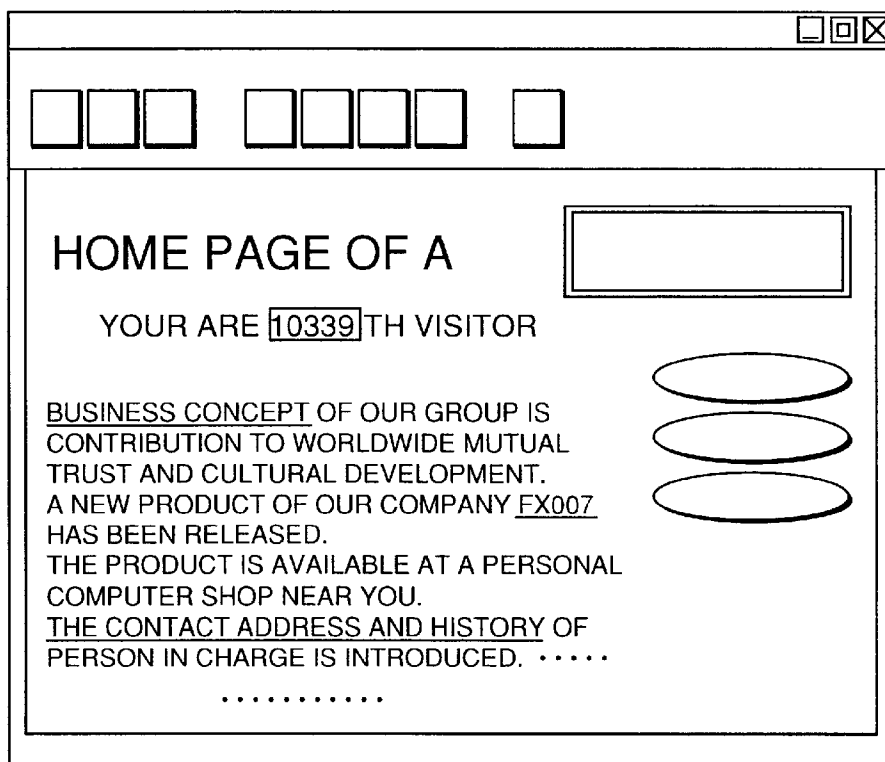 HOME PAGE OF A
YOUR ARE 10339 TH VISITOR
BUSINESS CONCEPT OF OUR GROUP IS
CONTRIBUTION TO WORLDWIDE MUTUAL
TRUST AND CULTURAL DEVELOPMENT.
A NEW PRODUCT OF OUR COMPANY FX007
HAS BEEN RELEASED.
THE PRODUCT IS AVAILABLE AT A PERSONAL
COMPUTER SHOP NEAR YOU.
THE CONTACT ADDRESS AND HISTORY OF
PERSON IN CHARGE IS INTRODUCED. ·····
···········